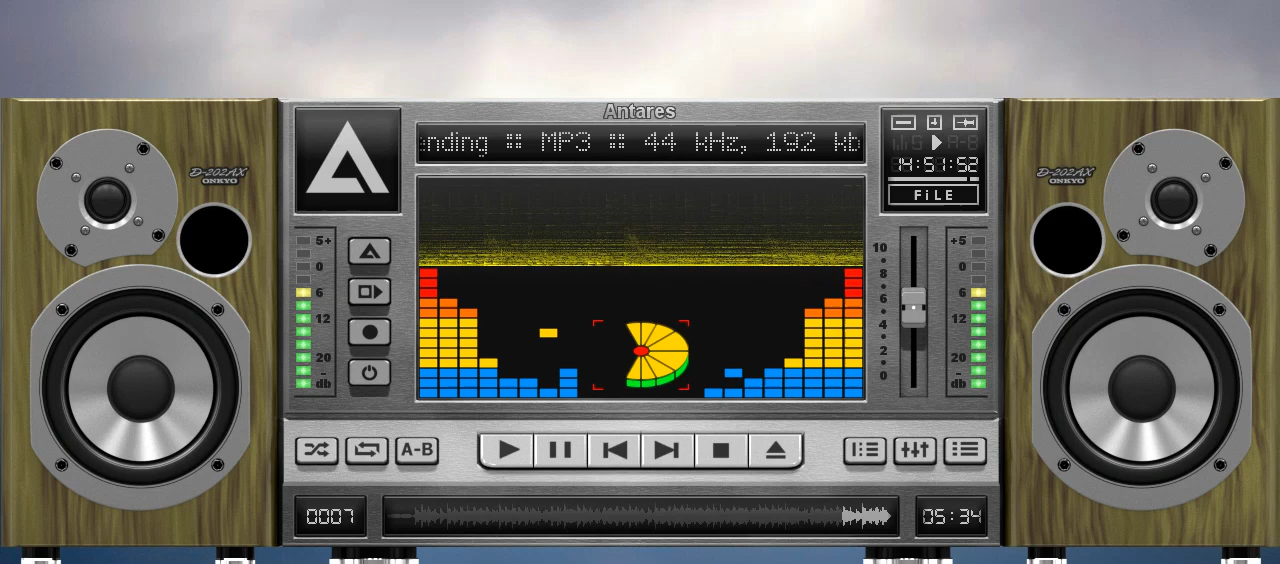 Antares
nding :: MP3 :: 44 kHz, 192 kb
14:51:52
FiLE
D-202AX
ONKYO
D-202AX
ONKYO
5+
0
6
12
20
-
db
10
8
6
4
2
0
+5
0
6
12
20
-
db
A-B
0007
05:34